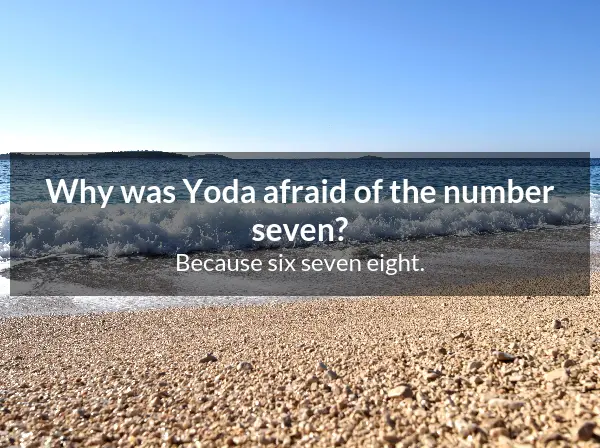 Why was Yoda afraid of the number
seven?
Because six seven eight.